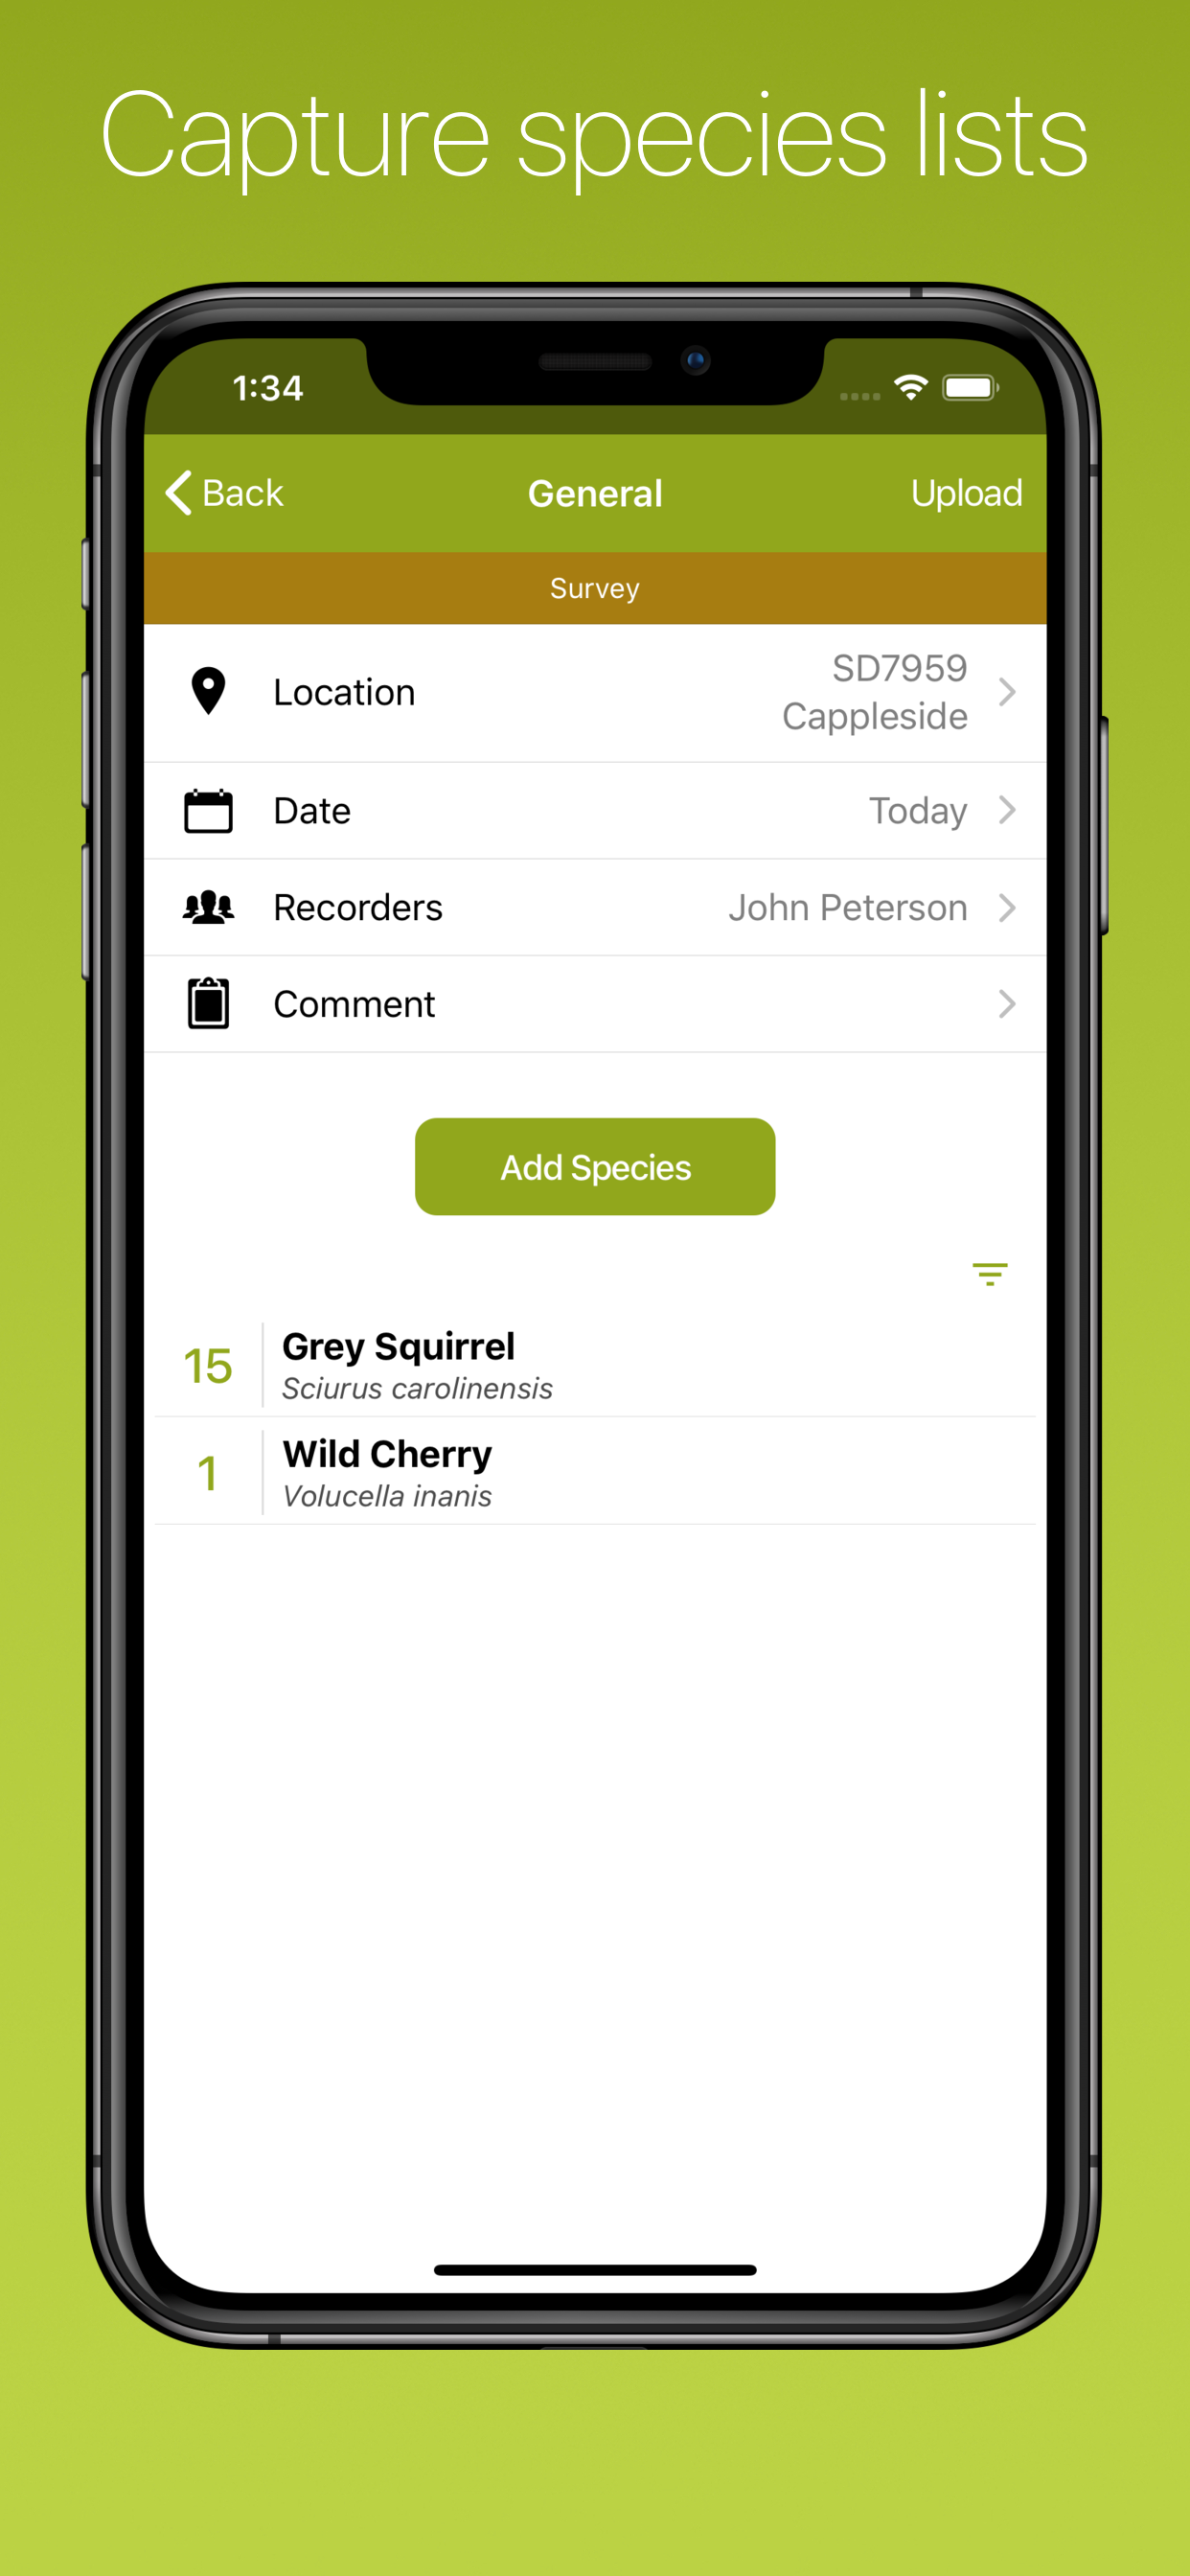 Capture species lists
1:34
Back General Upload
Survey
Location SD7959
Cappleside
Date Today
Recorders John Peterson
Comment
Add Species
15 Grey Squirrel
Sciurus carolinensis
1 Wild Cherry
Volucella inanis